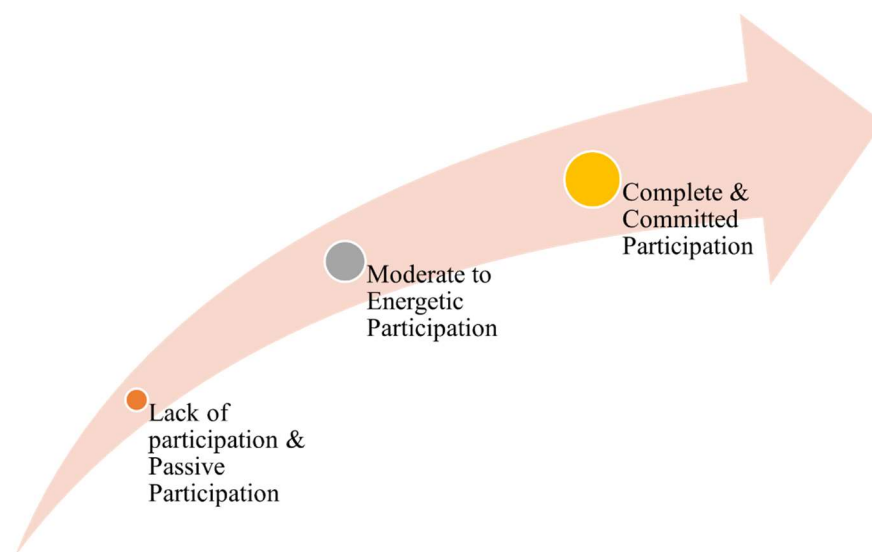 Complete &
Committed
Participation
Moderate to
Energetic
Participation
Lack of
participation &
Passive
Participation